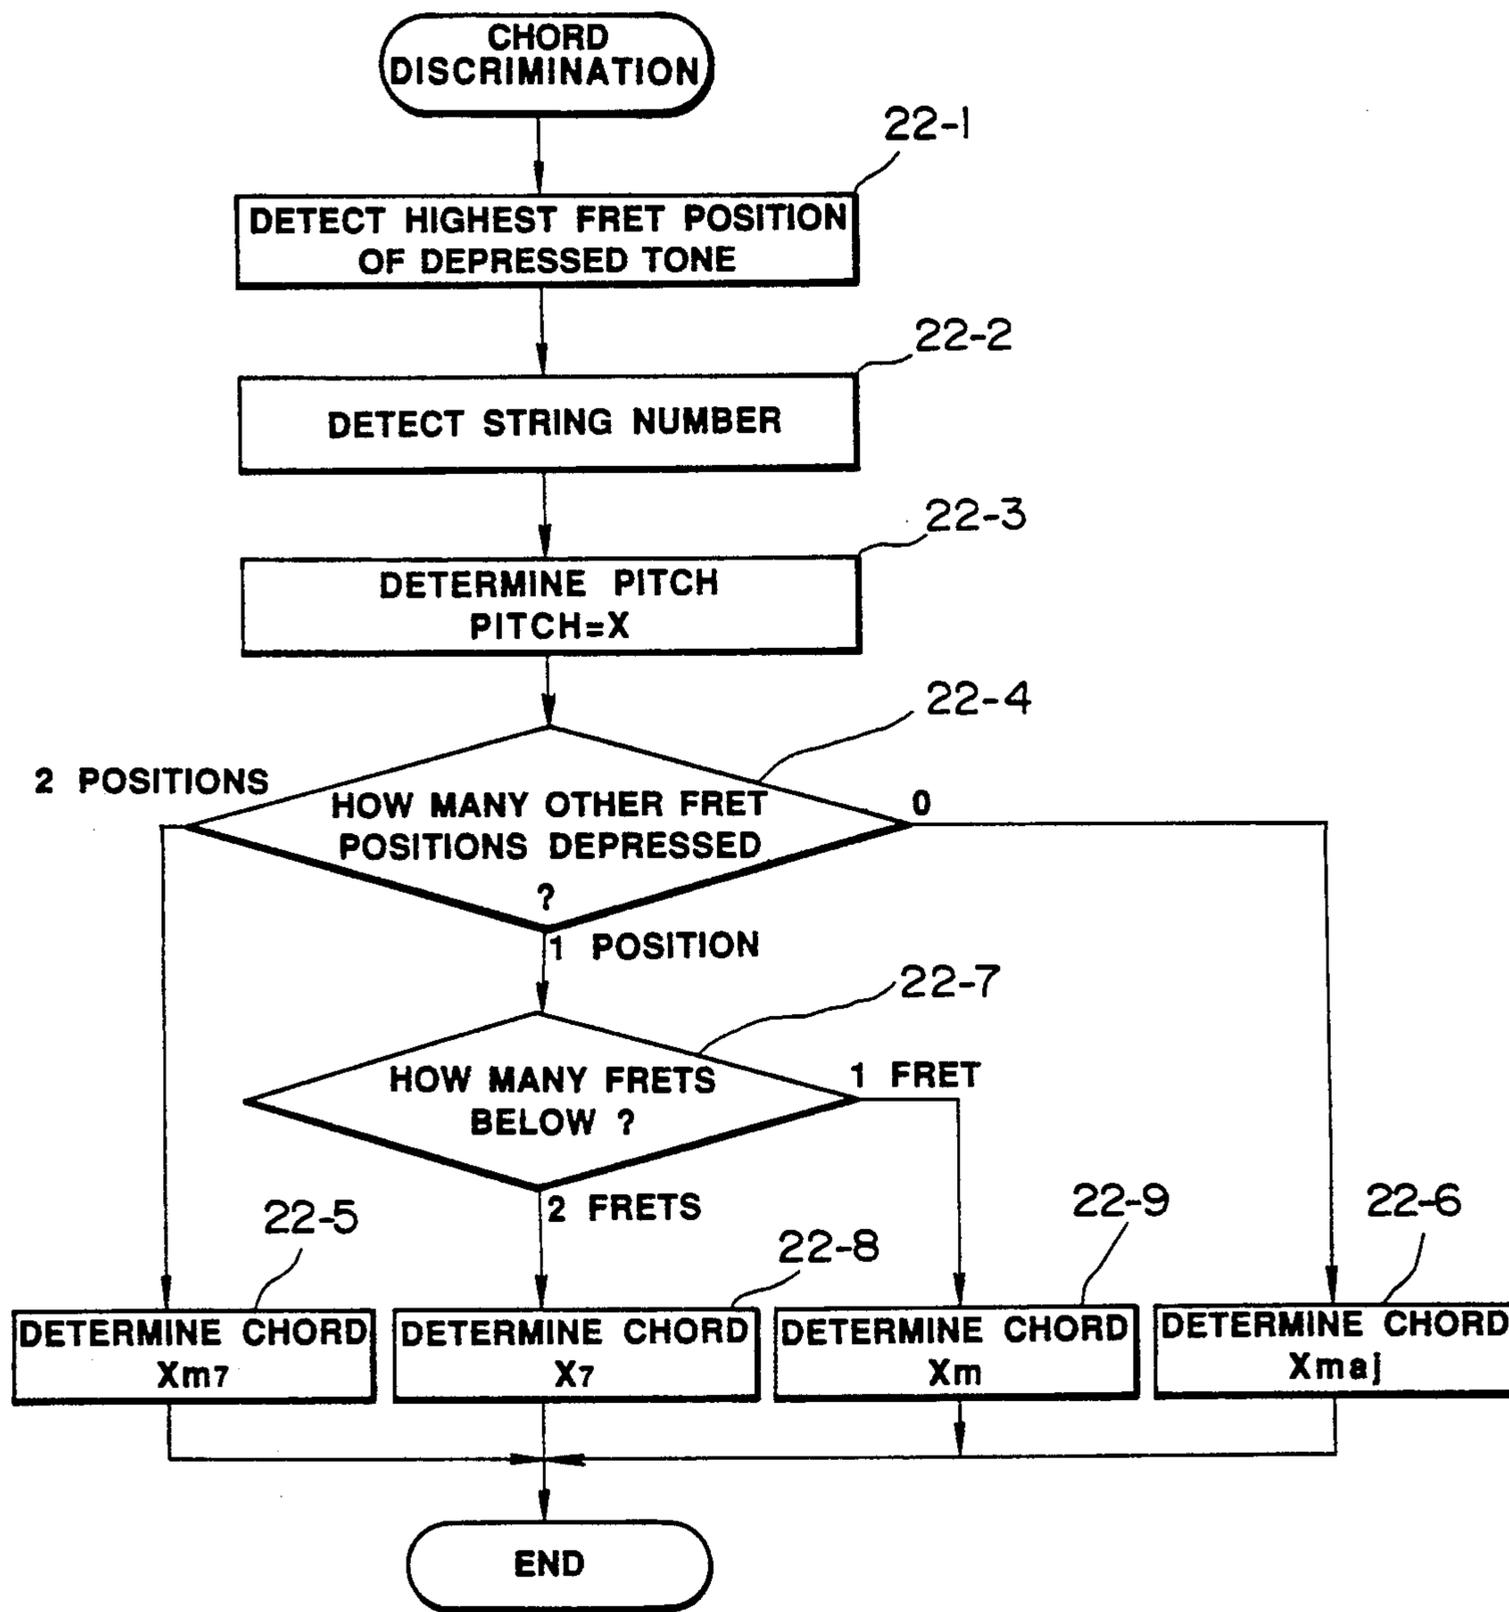 CHORD
DISCRIMINATION
22-1
DETECT HIGHEST FRET POSITION
OF DEPRESSED TONE
22-2
DETECT STRING NUMBER
22-3
DETERMINE PITCH
PITCH=X
22-4
2 POSITIONS
HOW MANY OTHER FRET
POSITIONS DEPRESSED
?
0
1 POSITION
22-7
HOW MANY FRETS
BELOW ?
1 FRET
2 FRETS
22-5
DETERMINE CHORD
Xm7
22-8
DETERMINE CHORD
X7
22-9
DETERMINE CHORD
Xm
22-6
DETERMINE CHORD
Xmaj
END